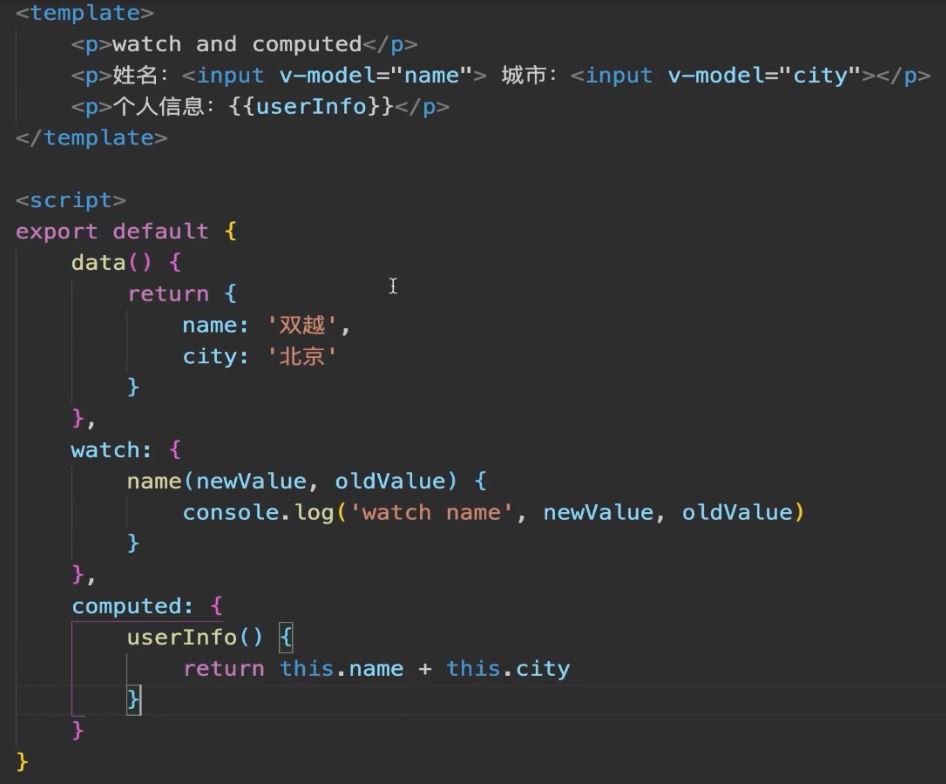 <template>
<p>watch and computed</p>
<p>姓名：<input v-model="name"> 城市：<input v-model="city"></p>
<p>个人信息：{{userInfo}}</p>
</template>
<script>
export default {
data() {
return {
name: '双越',
city: '北京'
}
},
watch: {
name(newValue, oldValue) {
console.log('watch name', newValue, oldValue)
}
},
computed: {
userInfo() {
return this.name + this.city
}
}
}